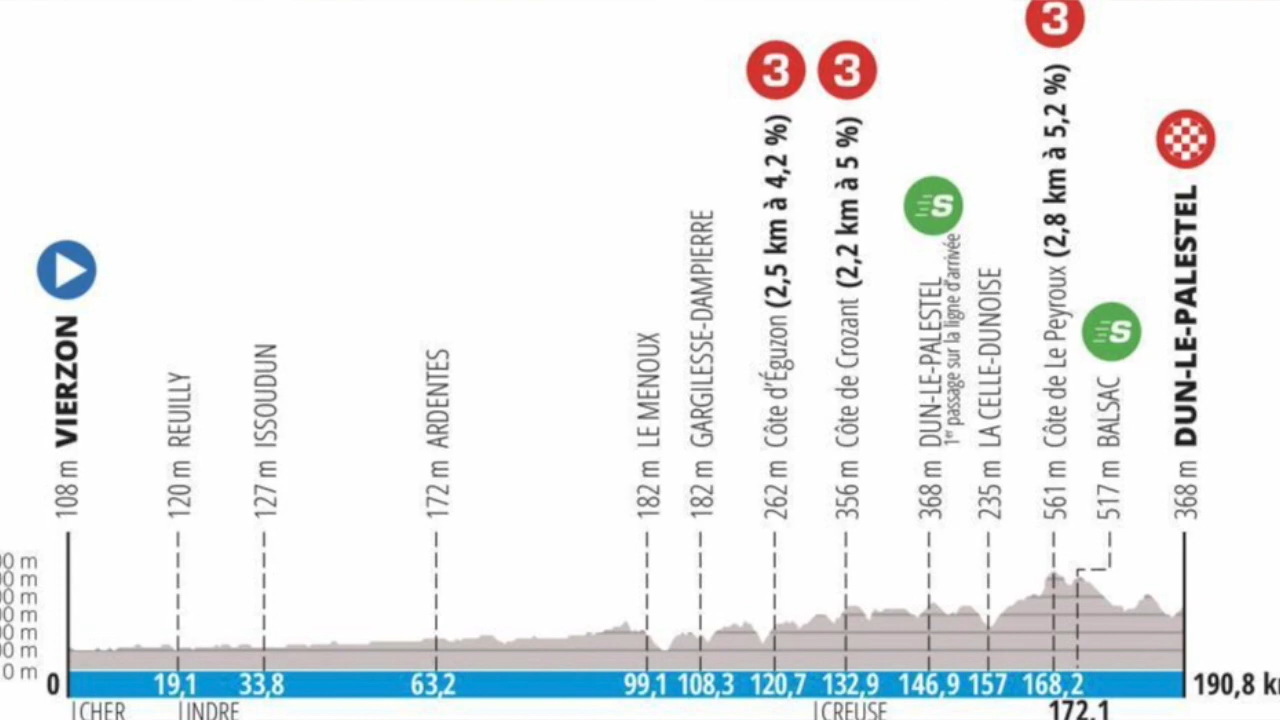 3
3
3
S
S
108 m VIERZON
120 m REUILLY
127 m ISSOUDUN
172 m ARDENTES
182 m LE MENOUX
182 m GARGILESSE-DAMPIERRE
262 m Côte d'Éguzon (2,5 km à 4,2 %)
356 m Côte de Crozant (2,2 km à 5 %)
368 m DUN-LE-PALESTEL
1er passage sur la ligne d'arrivée
235 m LA CELLE-DUNOISE
561 m Côte de Le Peyroux (2,8 km à 5,2 %)
517 m BALSAC
368 m DUN-LE-PALESTEL
0 m
0 19,1 33,8 63,2 99,1 108,3 120,7 132,9 146,9 157 168,2 190,8
172,1
CHER INDRE CREUSE